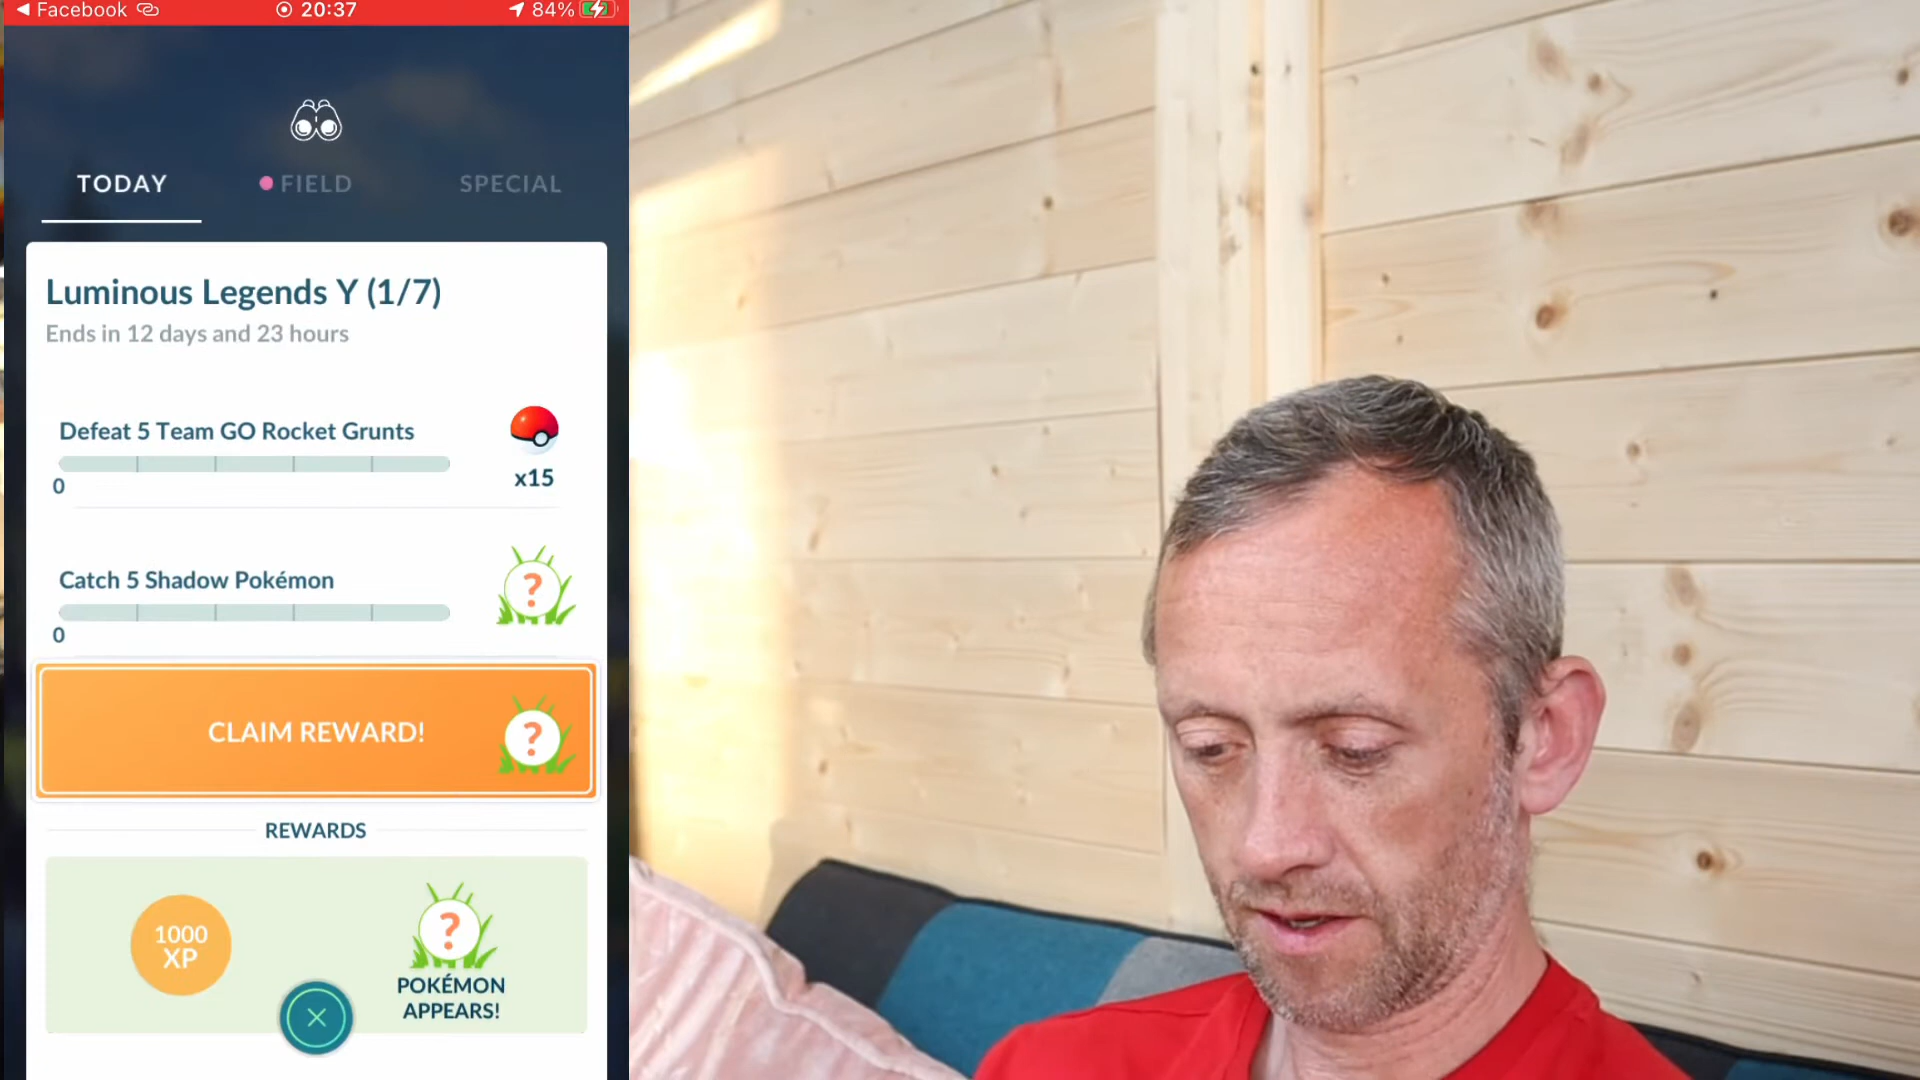 Facebook
20:37
84%
TODAY
FIELD
SPECIAL
Luminous Legends Y (1/7)
Ends in 12 days and 23 hours
Defeat 5 Team GO Rocket Grunts
x15
0
Catch 5 Shadow Pokémon
?
0
CLAIM REWARD!
?
REWARDS
1000
XP
?
POKÉMON
APPEARS!